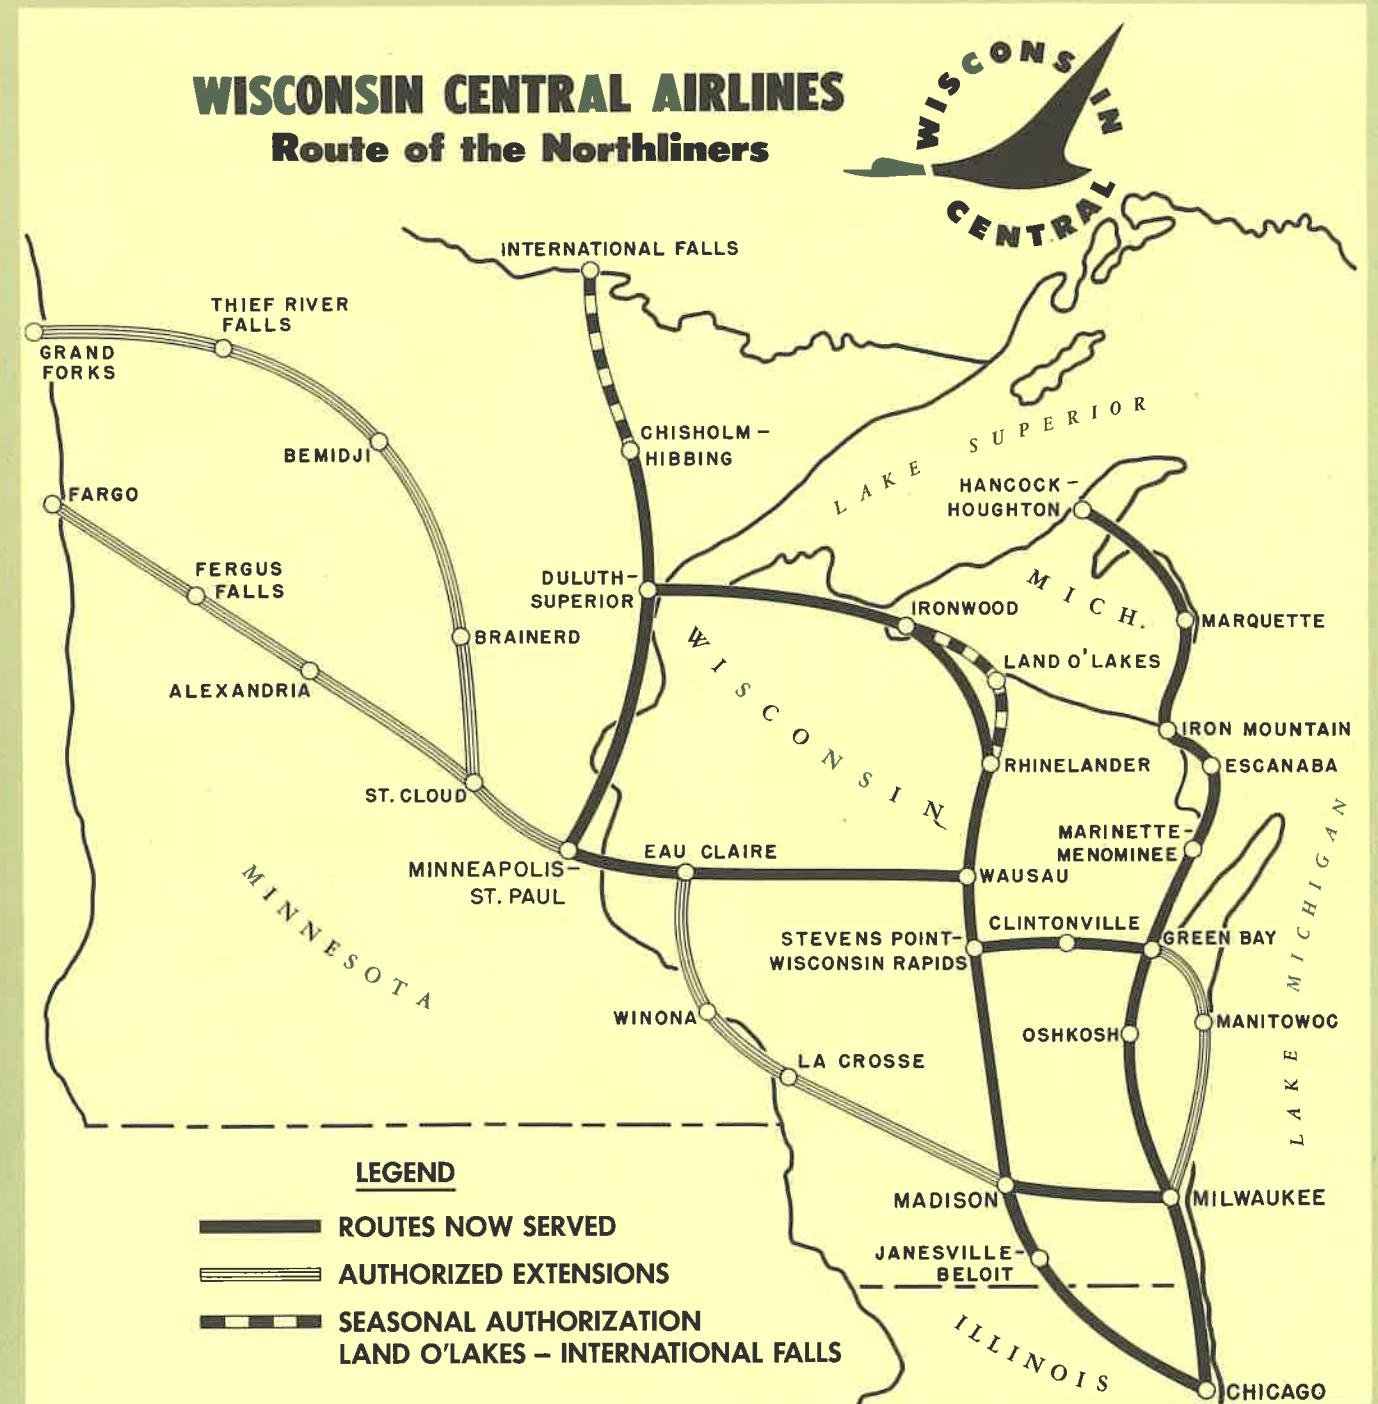 WISCONSIN CENTRAL AIRLINES
Route of the Northliners
WISCONSIN
CENTRAL
INTERNATIONAL FALLS
THIEF RIVER
FALLS
GRAND
FORKS
CHISHOLM-
HIBBING
BEMIDJI
LAKE SUPERIOR
HANCOCK-
HOUGHTON
FARGO
FERGUS
FALLS
DULUTH-
SUPERIOR
MICH.
IRONWOOD
MARQUETTE
BRAINERD
WISCONSIN
LAND O'LAKES
ALEXANDRIA
IRON MOUNTAIN
RHINELANDER
ESCANABA
ST. CLOUD
MARINETTE-
MENOMINEE
LAKE MICHIGAN
EAU CLAIRE
MINNEAPOLIS-
ST. PAUL
WAUSAU
MINNESOTA
CLINTONVILLE
STEVENS POINT-
WISCONSIN RAPIDS
GREEN BAY
WINONA
MANITOWOC
OSHKOSH
LA CROSSE
MADISON
MILWAUKEE
JANESVILLE-
BELOIT
ILLINOIS
CHICAGO
LEGEND
ROUTES NOW SERVED
AUTHORIZED EXTENSIONS
SEASONAL AUTHORIZATION
LAND O'LAKES - INTERNATIONAL FALLS